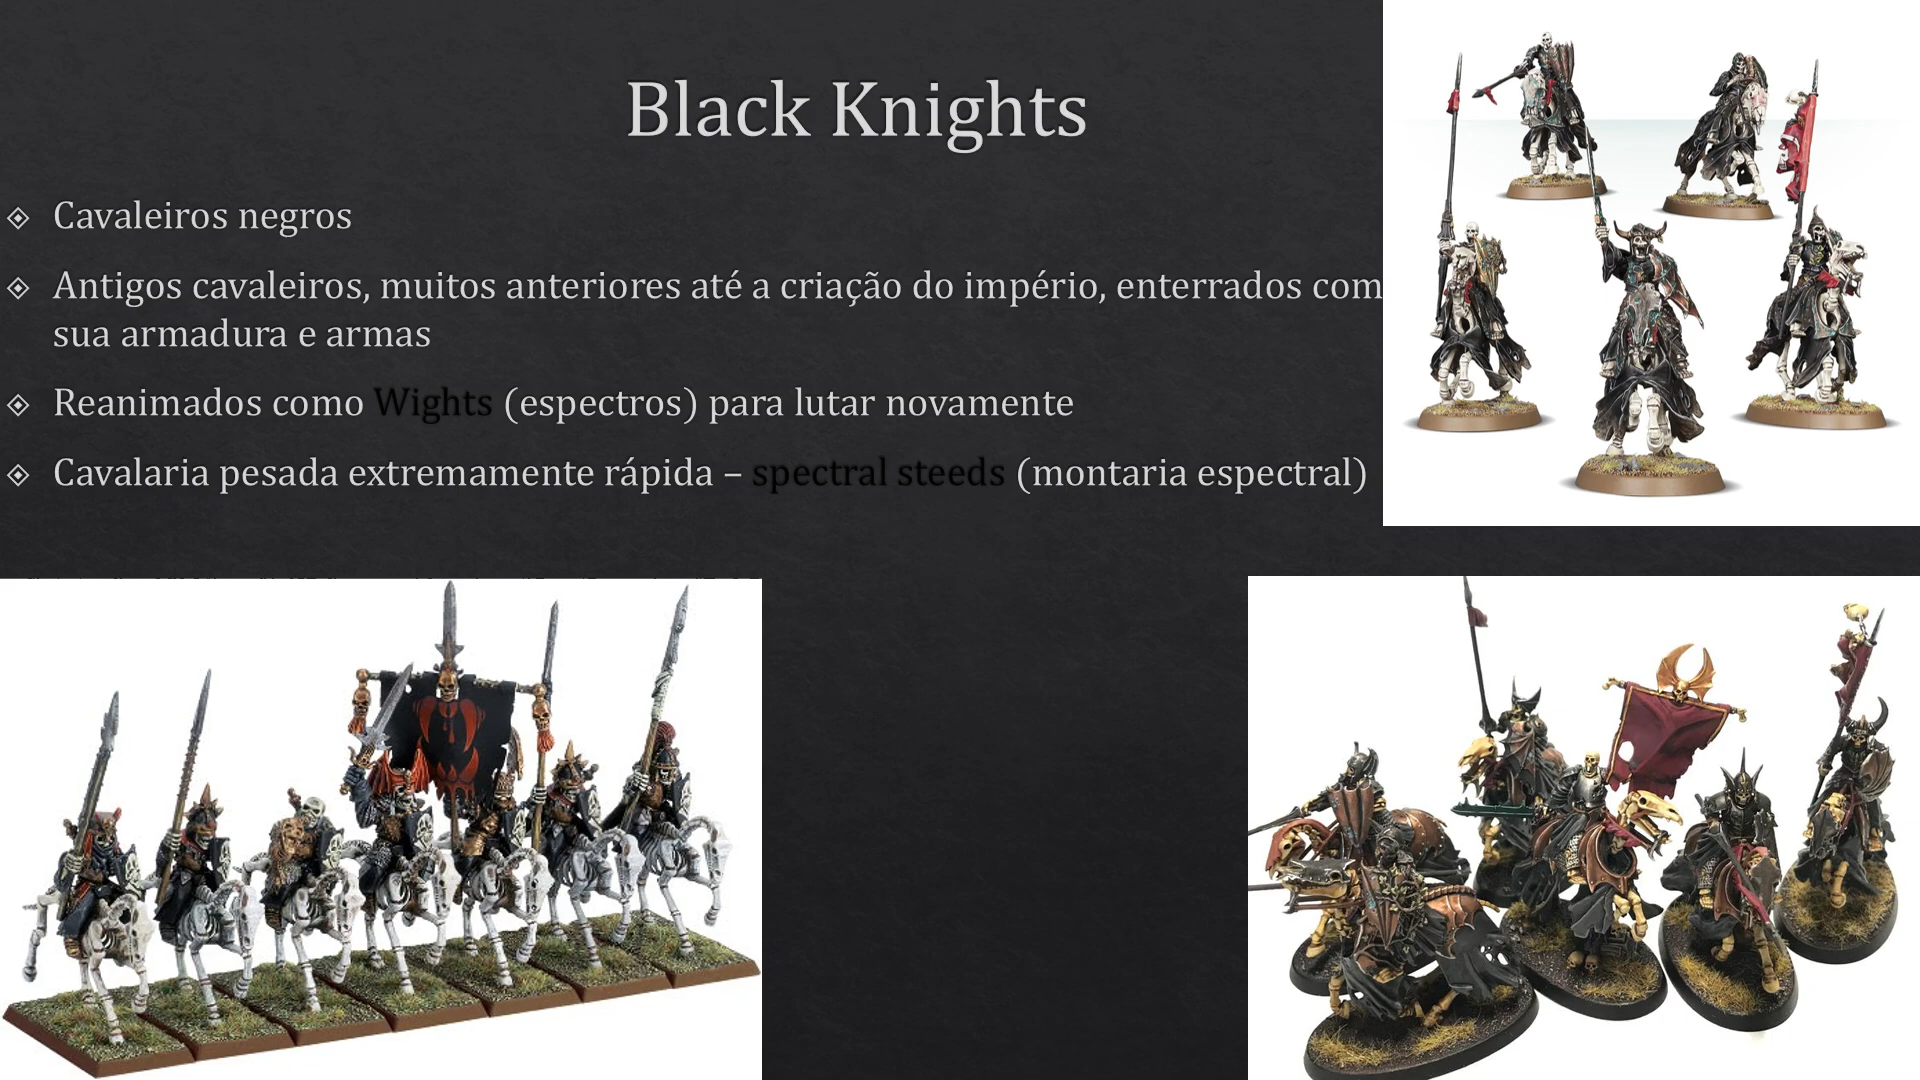 Black Knights
Cavaleiros negros
Antigos cavaleiros, muitos anteriores até a criação do império, enterrados com
sua armadura e armas
Reanimados como Wights (espectros) para lutar novamente
Cavalaria pesada extremamente rápida – spectral steeds (montaria espectral)